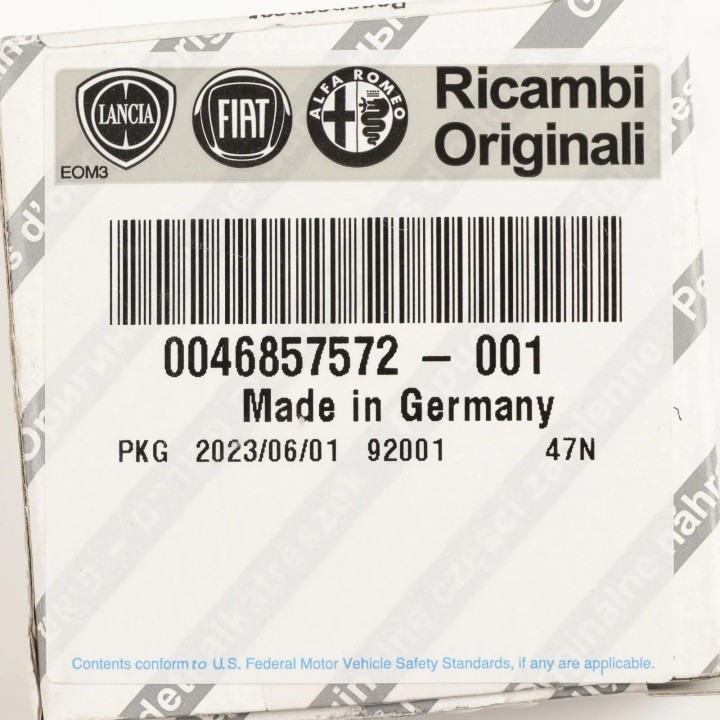 LANCIA FIAT ALFA ROMEO Ricambi
Originali
EOM3
0046857572 - 001
Made in Germany
PKG 2023/06/01 92001 47N
Contents conform to U.S. Federal Motor Vehicle Safety Standards, if any are applicable.